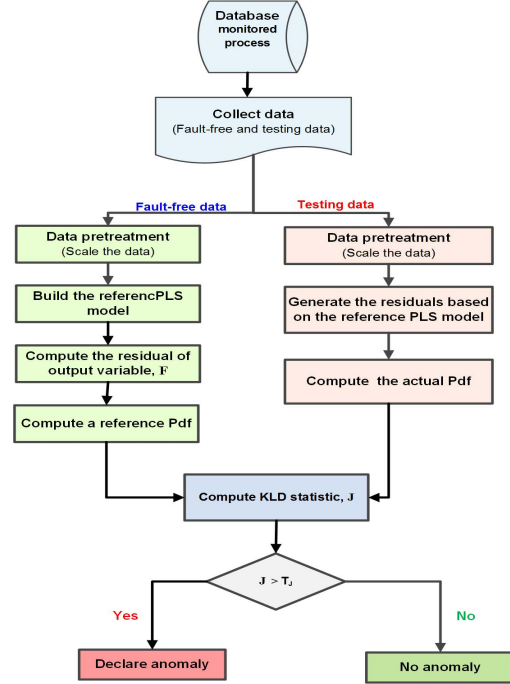 Database
monitored
process
Collect data
(Fault-free and testing data)
Fault-free data
Testing data
Data pretreatment
(Scale the data)
Build the referencPLS
model
Compute the residual of
output variable, F
Compute a reference Pdf
Data pretreatment
(Scale the data)
Generate the residuals based
on the reference PLS model
Compute the actual Pdf
Compute KLD statistic, J
J > TJ
Yes
No
Declare anomaly
No anomaly